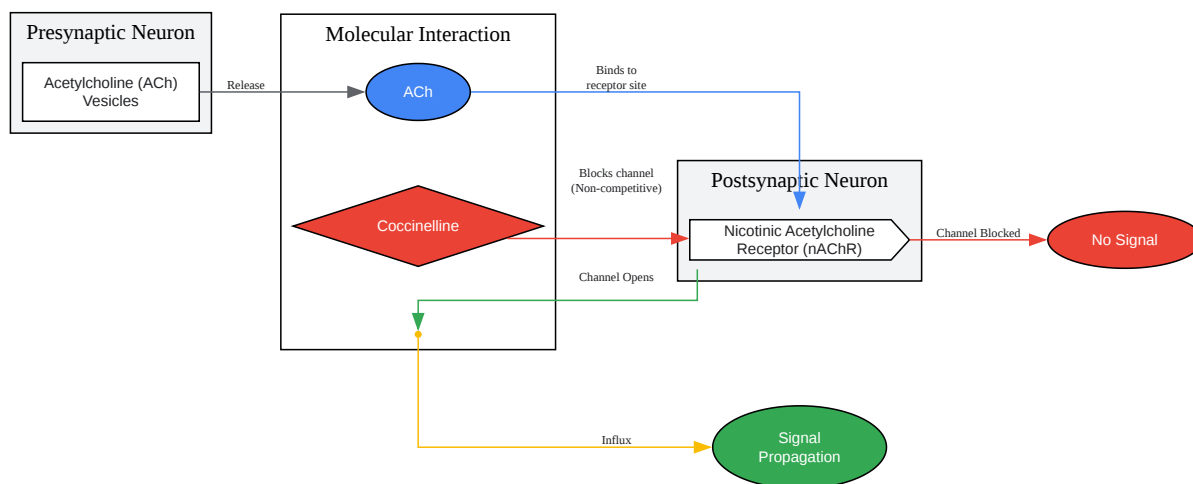 Presynaptic Neuron
Acetylcholine (ACh)
Vesicles
Release
Molecular Interaction
ACh
Binds to
receptor site
Coccinelline
Blocks channel
(Non-competitive)
Postsynaptic Neuron
Nicotinic Acetylcholine
Receptor (nAChR)
Channel Blocked
No Signal
Channel Opens
Influx
Signal
Propagation